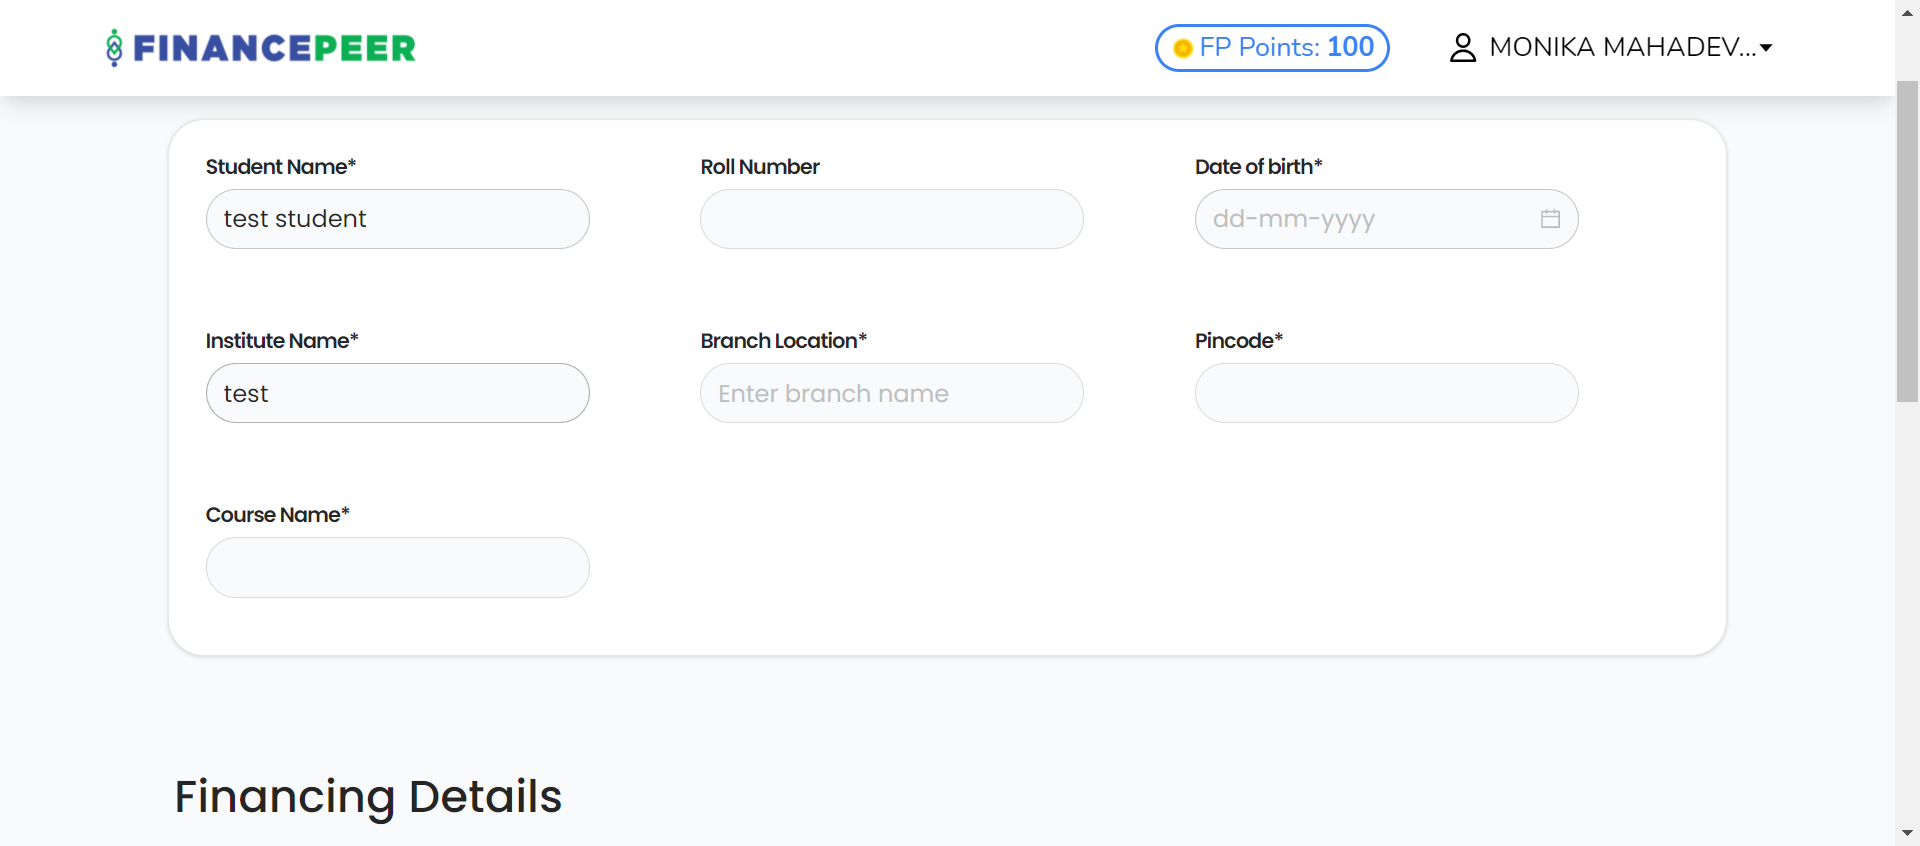 FINANCEPEER
FP Points: 100
MONIKA MAHADEV...
Student Name*
Roll Number
Date of birth*
test student
dd-mm-yyyy
Institute Name*
Branch Location*
Pincode*
test
Enter branch name
Course Name*
Financing Details